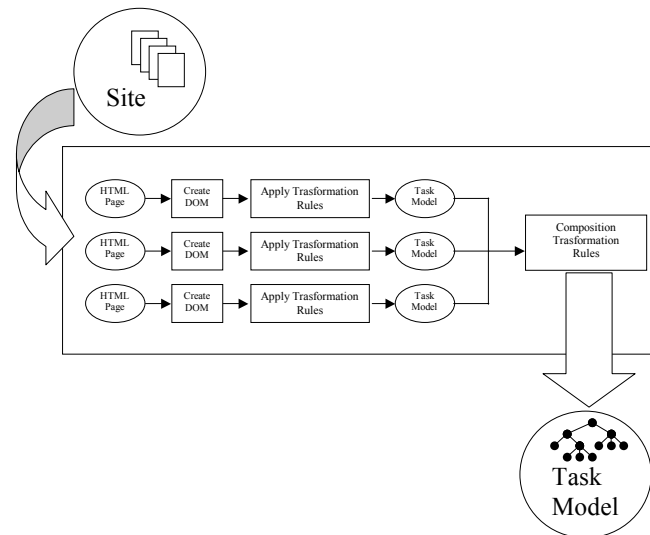 Site
HTML
Page
Create
DOM
Apply Trasformation
Rules
Task
Model
HTML
Page
Create
DOM
Apply Trasformation
Rules
Task
Model
Composition
Trasformation
Rules
HTML
Page
Create
DOM
Apply Trasformation
Rules
Task
Model
Task
Model